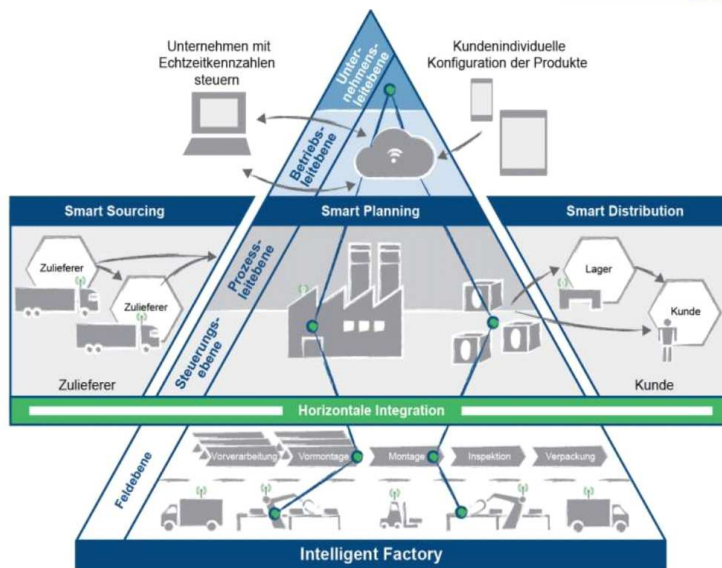 Unternehmen mit
Echtzeitkennzahlen
steuern
Kundenindividuelle
Konfiguration der Produkte
Unter-
nehmens-
leitebene
Betriebs-
leitebene
Smart Sourcing
Smart Planning
Smart Distribution
Zulieferer
Zulieferer
Prozess-
leitebene
Lager
Kunde
Steuerungs-
ebene
Zulieferer
Kunde
Horizontale Integration
Feldebene
Vorverarbeitung
Vormontage
Montage
Inspektion
Verpackung
Intelligent Factory